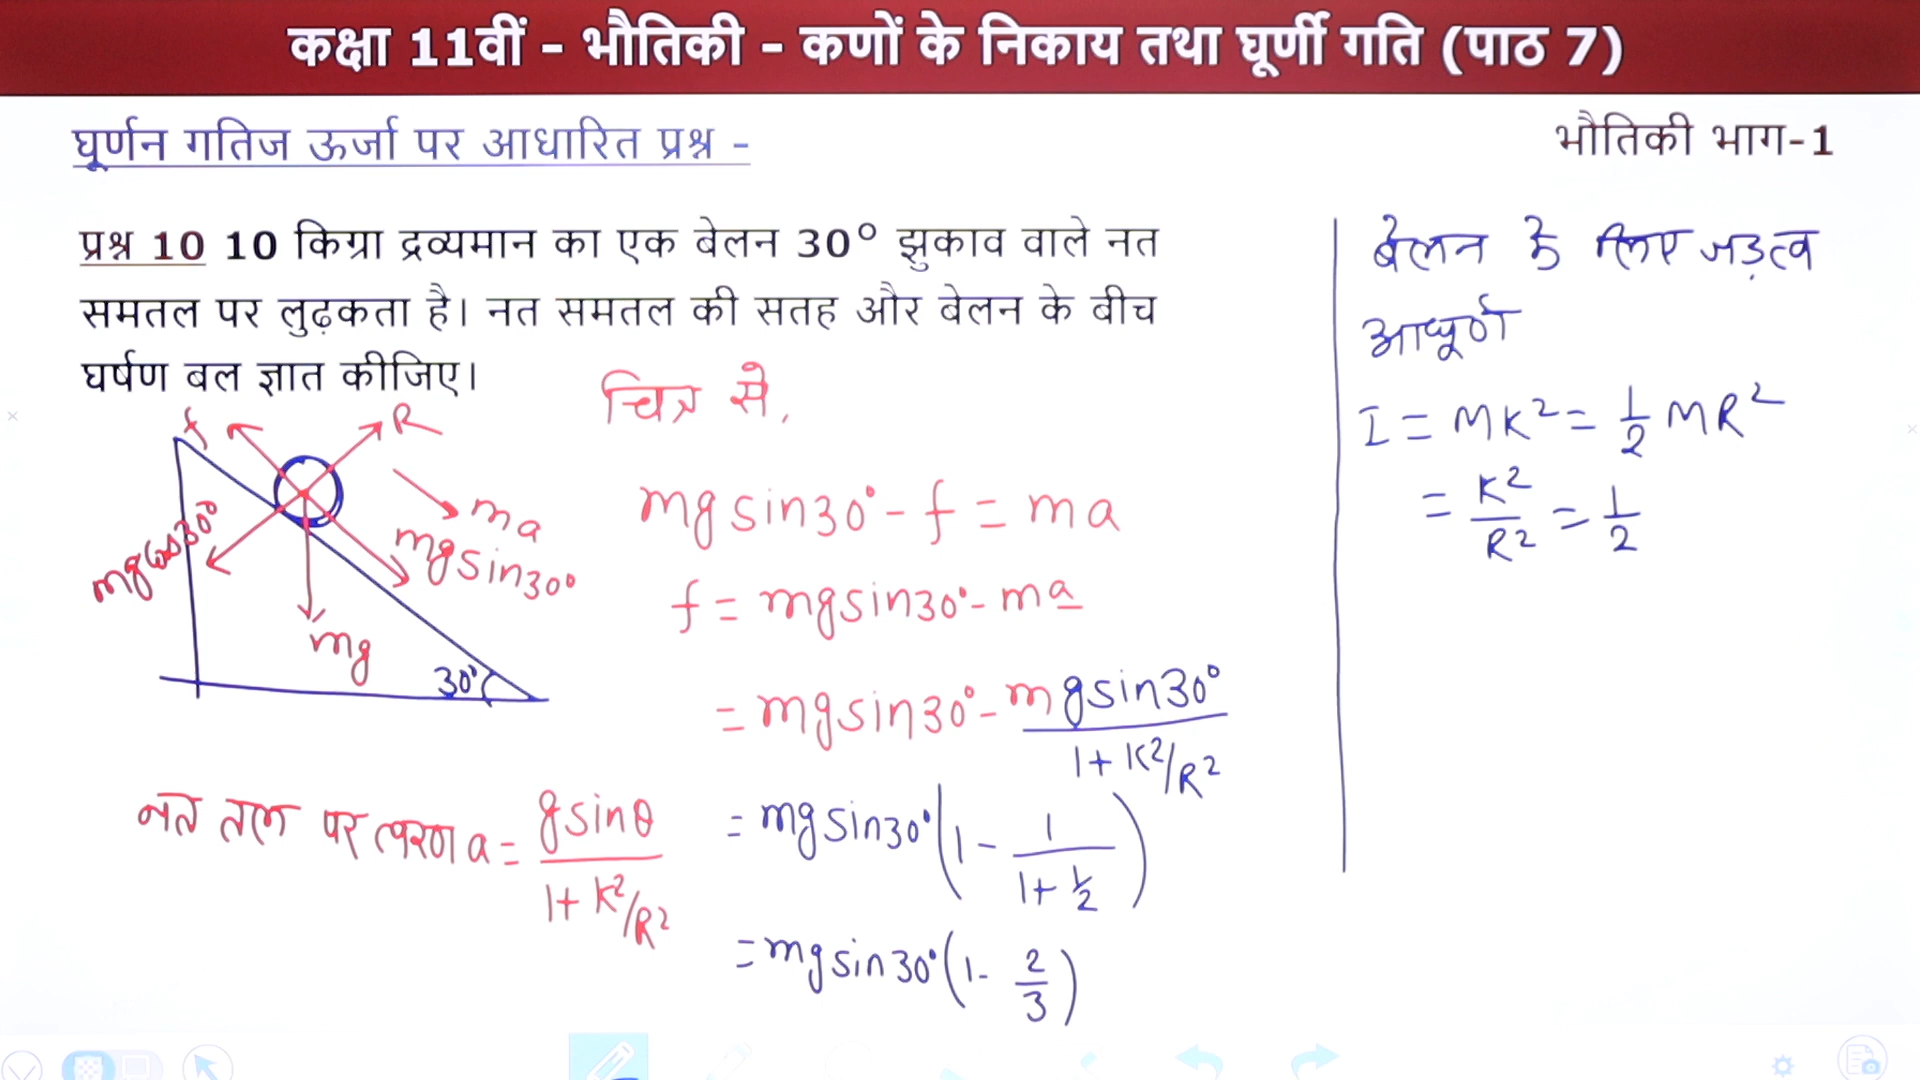 कक्षा 11वीं - भौतिकी - कणों के निकाय तथा घूर्णी गति (पाठ 7)
घूर्णन गतिज ऊर्जा पर आधारित प्रश्न -
भौतिकी भाग-1
प्रश्न 10 10 किग्रा द्रव्यमान का एक बेलन 30° झुकाव वाले नत
समतल पर लुढ़कता है। नत समतल की सतह और बेलन के बीच
घर्षण बल ज्ञात कीजिए।
f
R
ma
mg sin30°
mg cos30°
mg
30°
नत तल पर त्वरण a = g sinθ / 1 + K²/R²
चित्र से,
mg sin30° - f = ma
f = mg sin30° - ma
= mg sin30° - mg sin30° / 1 + K²/R²
= mg sin30° (1 - 1 / 1 + 1/2)
= mg sin30° (1 - 2/3)
बेलन के लिए जड़त्व
आघूर्ण
I = MK² = 1/2 MR²
= K²/R² = 1/2